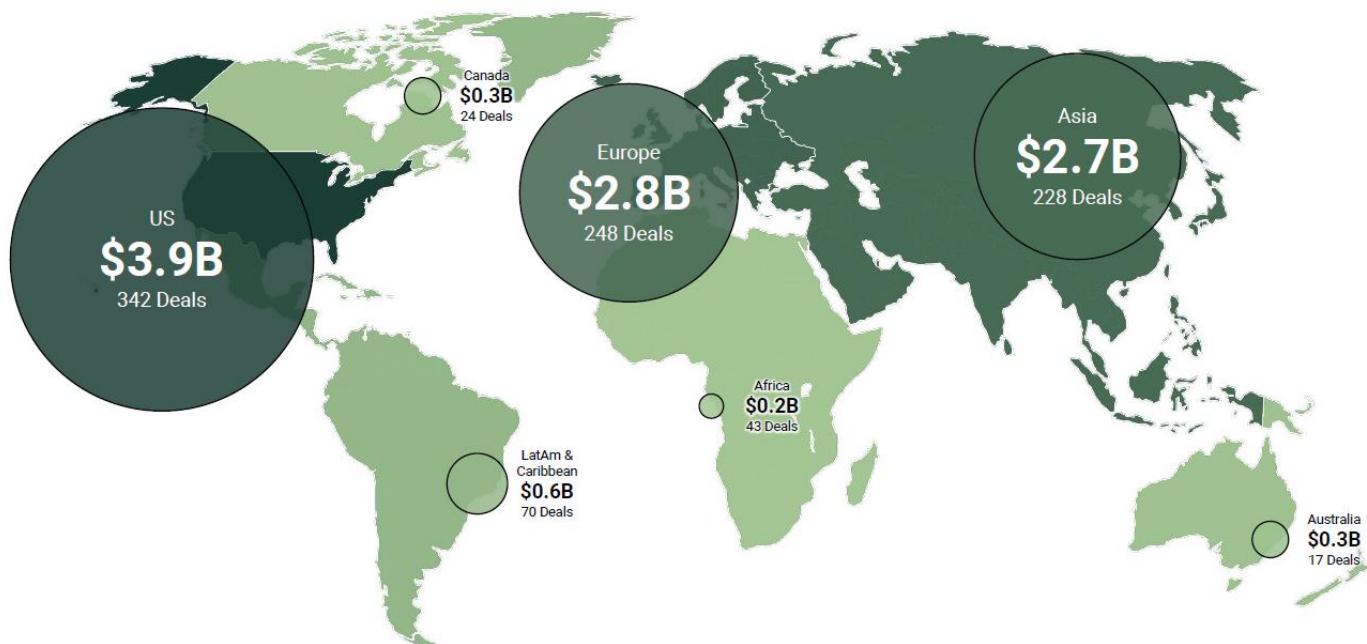 Canada
$0.3B
24 Deals
US
$3.9B
342 Deals
Europe
$2.8B
248 Deals
Asia
$2.7B
228 Deals
Africa
$0.2B
43 Deals
LatAm &
Caribbean
$0.6B
70 Deals
Australia
$0.3B
17 Deals